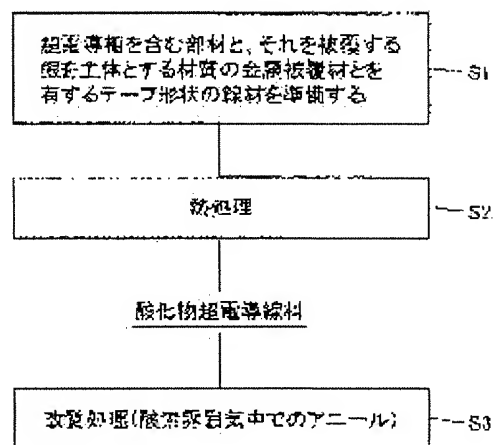 超電導相を含む部材と、それを被覆する
銀を主体とする材質の金属被覆材とを
有するテープ形状の線材を準備する
S1
熱処理
S2
酸化物超電導線料
改質処理(酸素雰囲気中でのアニール)
S3